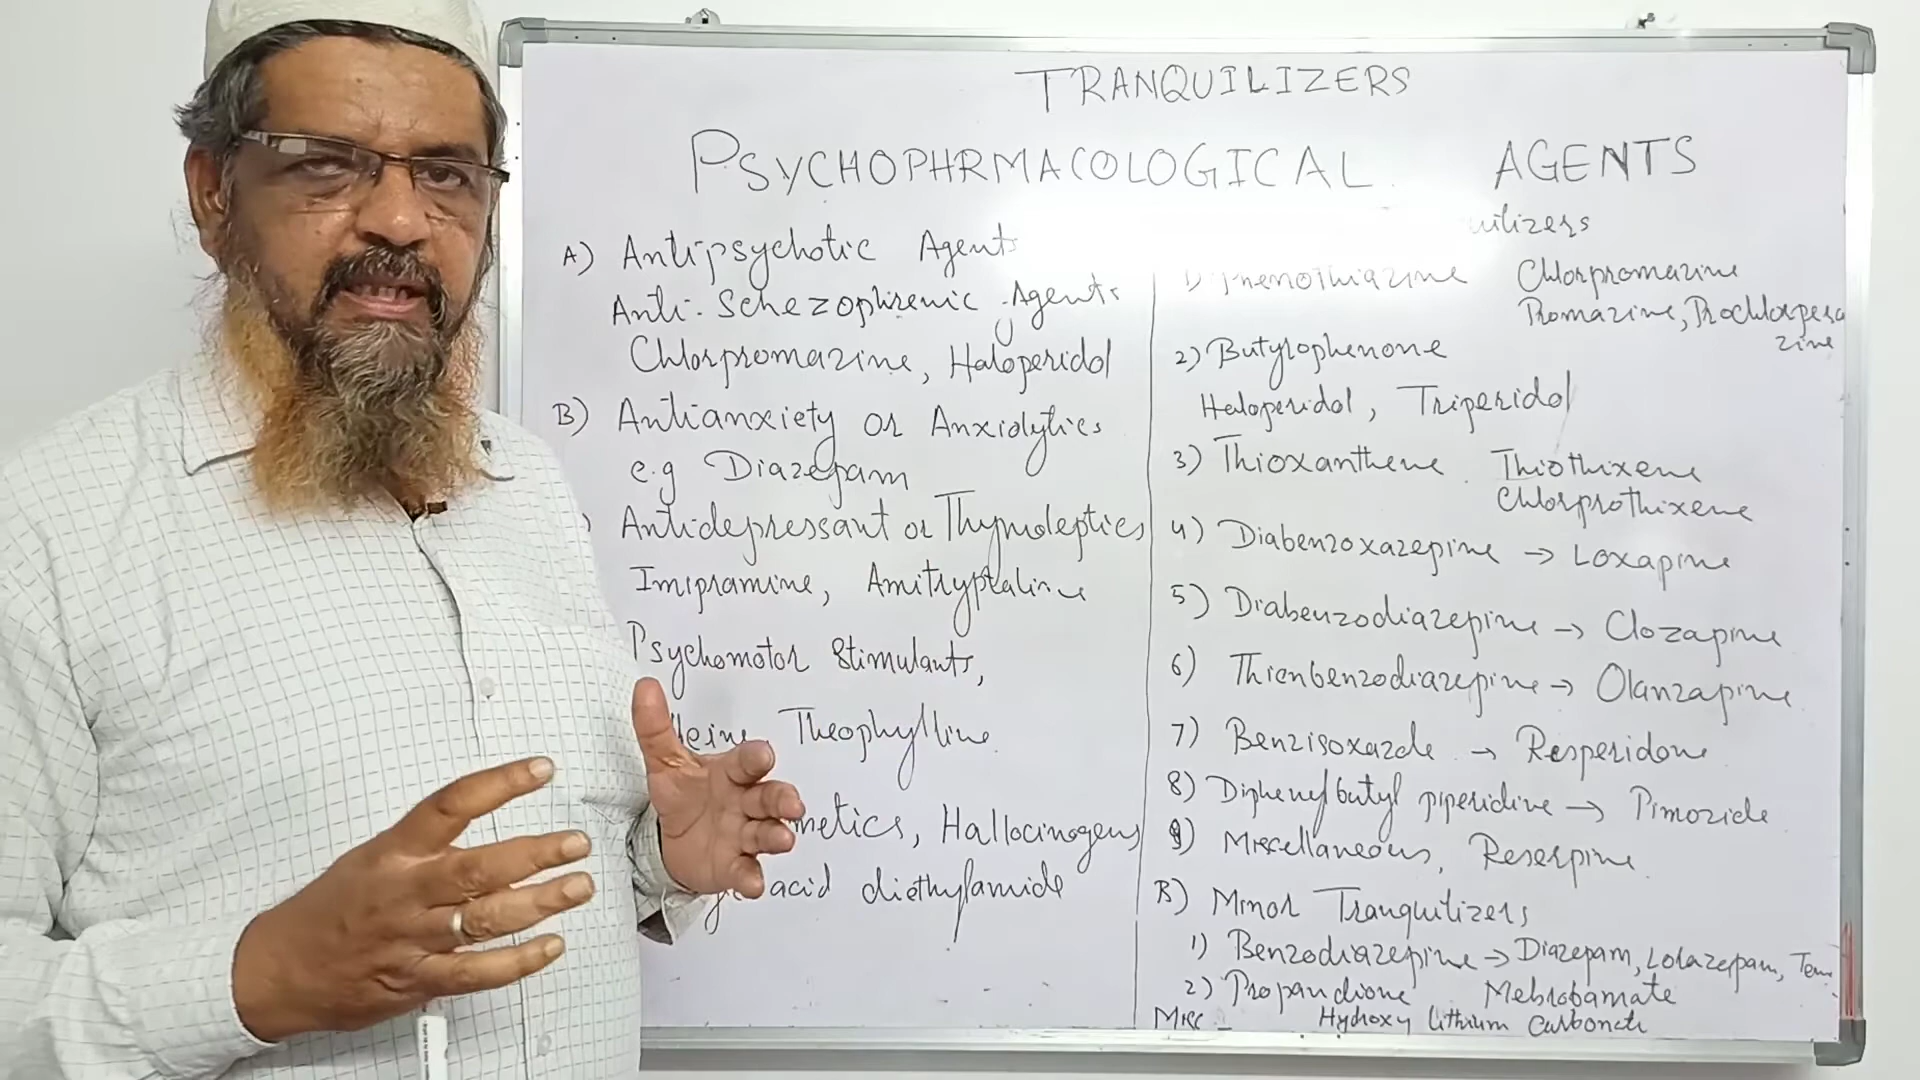 TRANQUILIZERS
PSYCHOPHRMACOLOGICAL AGENTS
A) Antipsychotic Agents
Anti-Schezophrenic Agents
Chlorpromazine, Haloperidol
B) Antianxiety or Anxiolytics
e.g Diazepam
Antidepressant or Thymoleptics
Imipramine, Amitryptaline
Psychomotor Stimulants,
Theophylline
Hallocinogens
acid diethylamide
Chlorpromazine
Promazine, Prochlorpera
zine
2) Butyrophenone
Haloperidol, Triperidol
3) Thioxanthene Thiothixene
Chlorprothixene
4) Diabenzoxazepine → Loxapine
5) Diabenzodiazepine → Clozapine
6) Thienbenzodiazepine → Olanzapine
7) Benzisoxazole → Resperidone
8) Diphenylbutyl piperidine → Pimozide
9) Miscellaneous, Reserpine
B) Minor Tranquilizers
1) Benzodiazepine → Diazepam, Lorazepam, Tem
2) Propandione Mebrobamate
Misc - Hydroxy lithium Carbonate